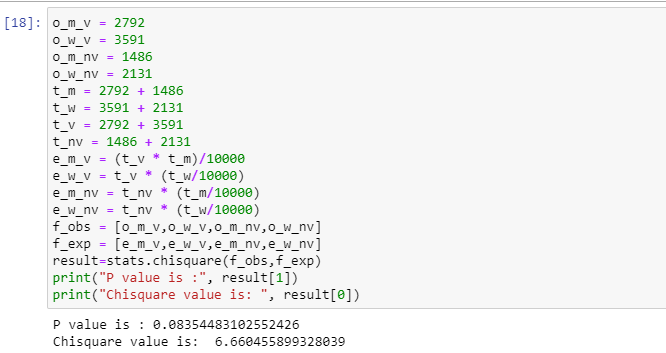 [18]: o_m_v = 2792
o_w_v = 3591
o_m_nv = 1486
o_w_nv = 2131
t_m = 2792 + 1486
t_w = 3591 + 2131
t_v = 2792 + 3591
t_nv = 1486 + 2131
e_m_v = (t_v * t_m)/10000
e_w_v = t_v * (t_w/10000)
e_m_nv = t_nv * (t_m/10000)
e_w_nv = t_nv * (t_w/10000)
f_obs = [o_m_v,o_w_v,o_m_nv,o_w_nv]
f_exp = [e_m_v,e_w_v,e_m_nv,e_w_nv]
result=stats.chisquare(f_obs,f_exp)
print("P value is :", result[1])
print("Chisquare value is: ", result[0])
P value is : 0.08354483102552426
Chisquare value is:  6.660455899328039